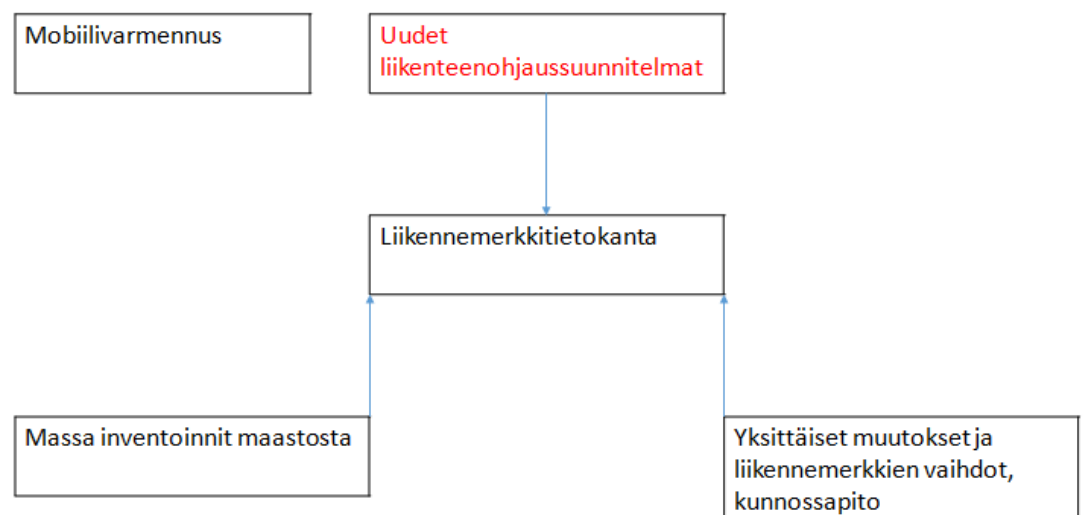 Mobiilivarmennus
Uudet
liikenteenohjaussuunnitelmat
Liikennemerkkitietokanta
Massa inventoinnit maastosta
Yksittäiset muutokset ja
liikennemerkkien vaihdot,
kunnossapito